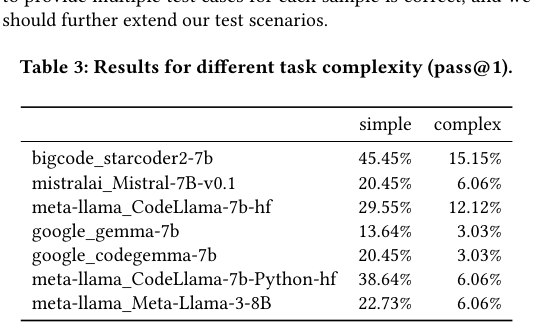 to provide multiple test cases for each sample is correct, and we
should further extend our test scenarios.
Table 3: Results for different task complexity (pass@1).
simple complex
bigcode_starcoder2-7b 45.45% 15.15%
mistralai_Mistral-7B-v0.1 20.45% 6.06%
meta-llama_CodeLlama-7b-hf 29.55% 12.12%
google_gemma-7b 13.64% 3.03%
google_codegemma-7b 20.45% 3.03%
meta-llama_CodeLlama-7b-Python-hf 38.64% 6.06%
meta-llama_Meta-Llama-3-8B 22.73% 6.06%